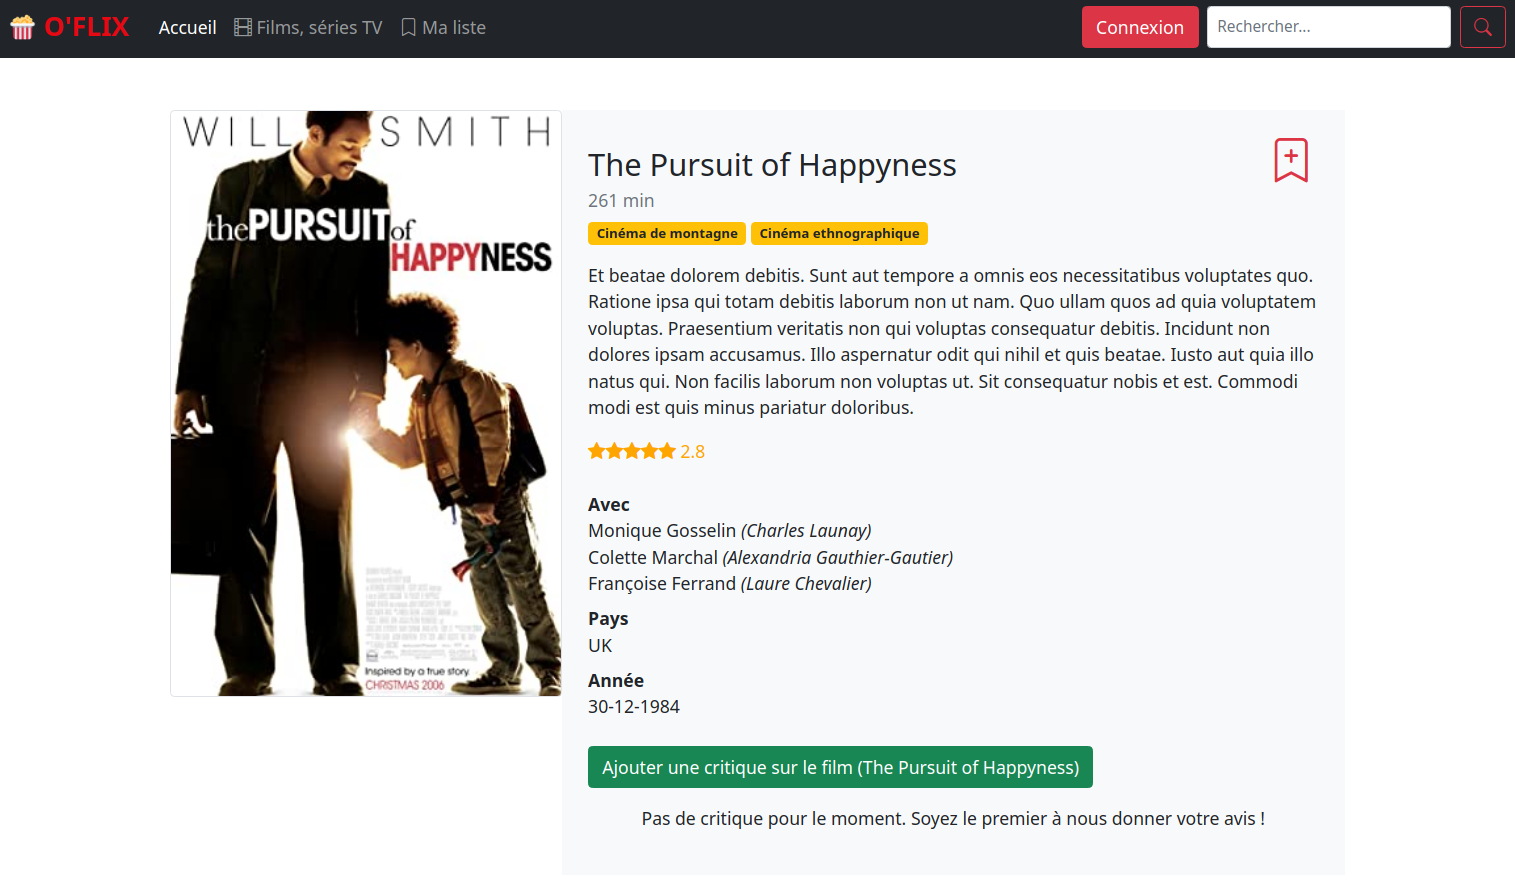 O'FLIX Accueil Films, séries TV Ma liste Connexion Rechercher...
WILL SMITH
the PURSUIT of
HAPPYNESS
Inspired by a true story
CHRISTMAS 2006
The Pursuit of Happyness
261 min
Cinéma de montagne Cinéma ethnographique
Et beatae dolorem debitis. Sunt aut tempore a omnis eos necessitatibus voluptates quo.
Ratione ipsa qui totam debitis laborum non ut nam. Quo ullam quos ad quia voluptatem
voluptas. Praesentium veritatis non qui voluptas consequatur debitis. Incidunt non
dolores ipsam accusamus. Illo aspernatur odit qui nihil et quis beatae. Iusto aut quia illo
natus qui. Non facilis laborum non voluptas ut. Sit consequatur nobis et est. Commodi
modi est quis minus pariatur doloribus.
2.8
Avec
Monique Gosselin (Charles Launay)
Colette Marchal (Alexandria Gauthier-Gautier)
Françoise Ferrand (Laure Chevalier)
Pays
UK
Année
30-12-1984
Ajouter une critique sur le film (The Pursuit of Happyness)
Pas de critique pour le moment. Soyez le premier à nous donner votre avis !